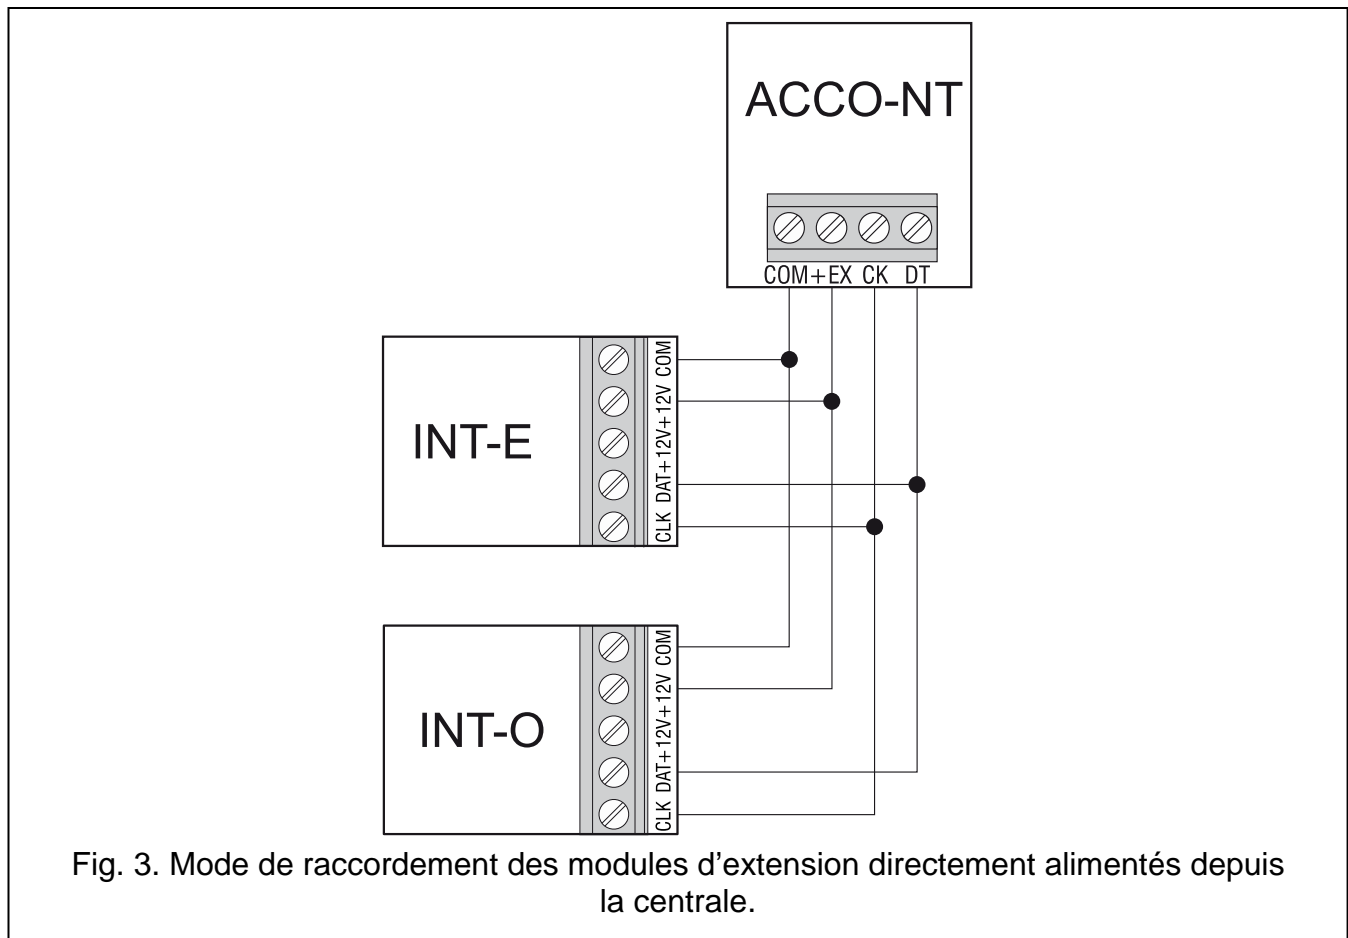 ACCO-NT
COM +EX CK DT
INT-E
COM
+12V
+12V
DAT
CLK
INT-O
COM
+12V
+12V
DAT
CLK
Fig. 3. Mode de raccordement des modules d’extension directement alimentés depuis
la centrale.